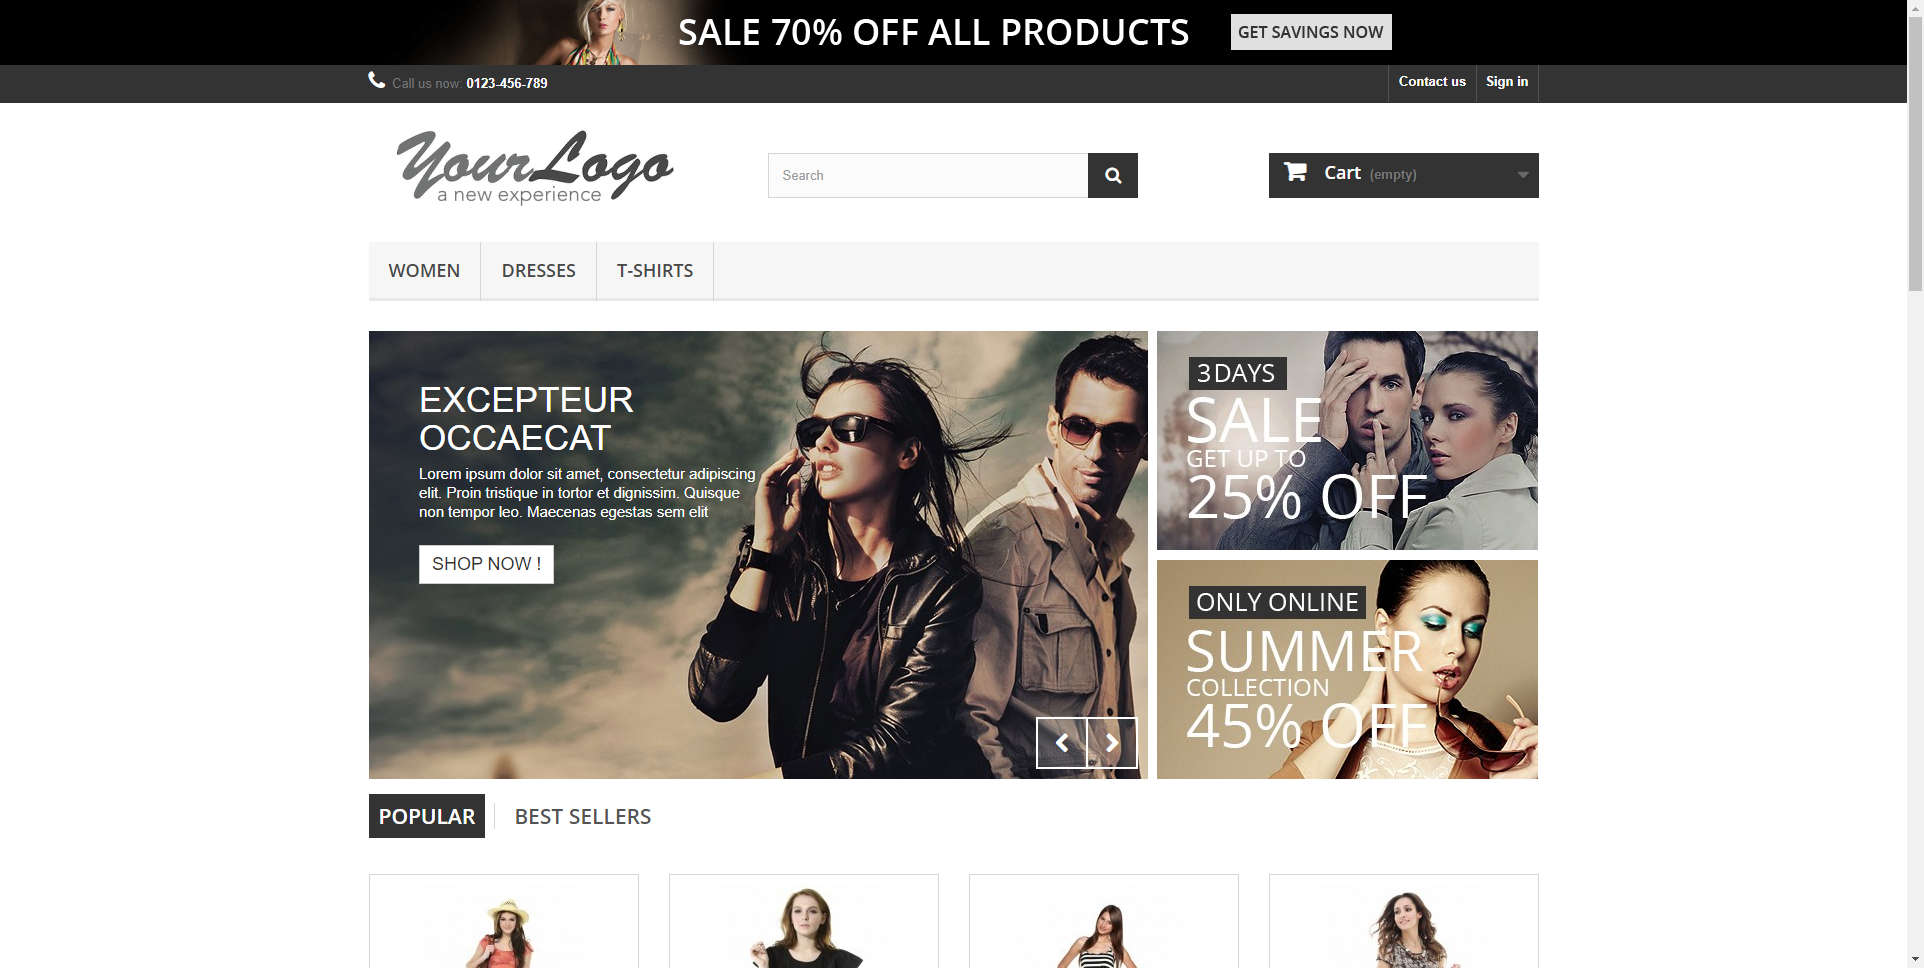 SALE 70% OFF ALL PRODUCTS
GET SAVINGS NOW
Call us now: 0123-456-789
Contact us
Sign in
YourLogo
a new experience
Search
Cart (empty)
WOMEN
DRESSES
T-SHIRTS
EXCEPTEUR
OCCAECAT
Lorem ipsum dolor sit amet, consectetur adipiscing
elit. Proin tristique in tortor et dignissim. Quisque
non tempor leo. Maecenas egestas sem elit
SHOP NOW !
3 DAYS
SALE
GET UP TO
25% OFF
ONLY ONLINE
SUMMER
COLLECTION
45% OFF
POPULAR
BEST SELLERS